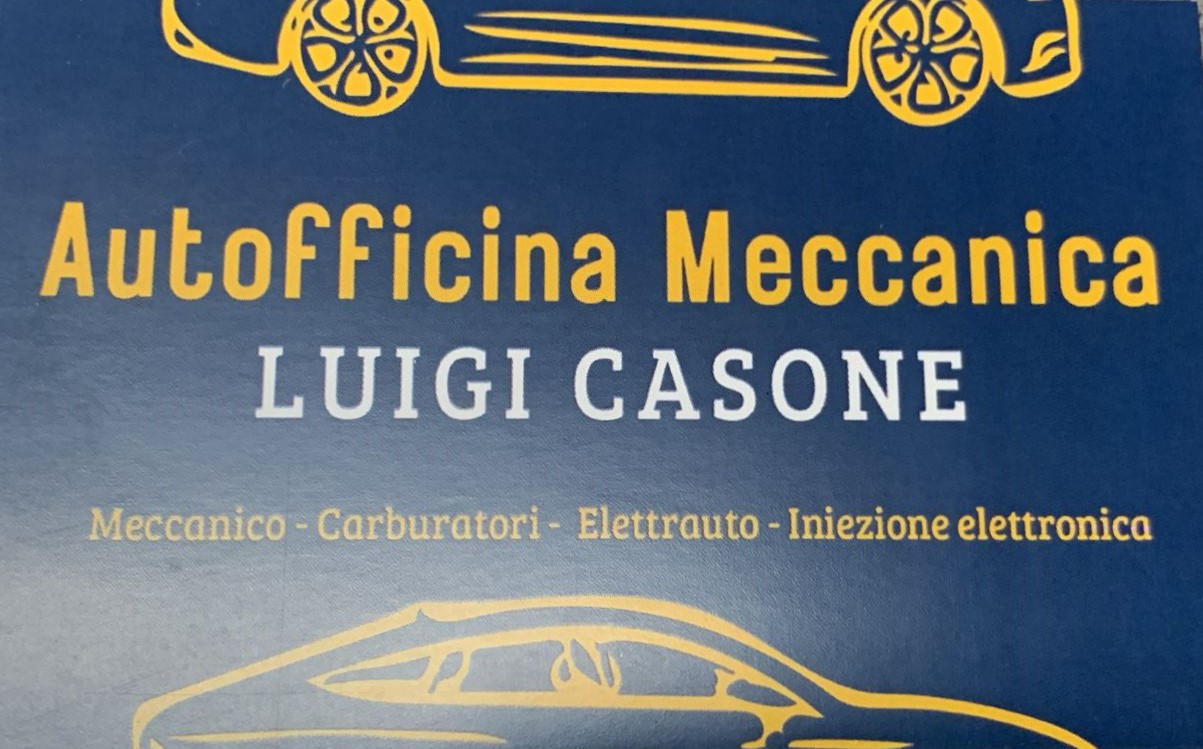 Autofficina Meccanica
LUIGI CASONE
Meccanico - Carburatori - Elettrauto - Iniezione elettronica